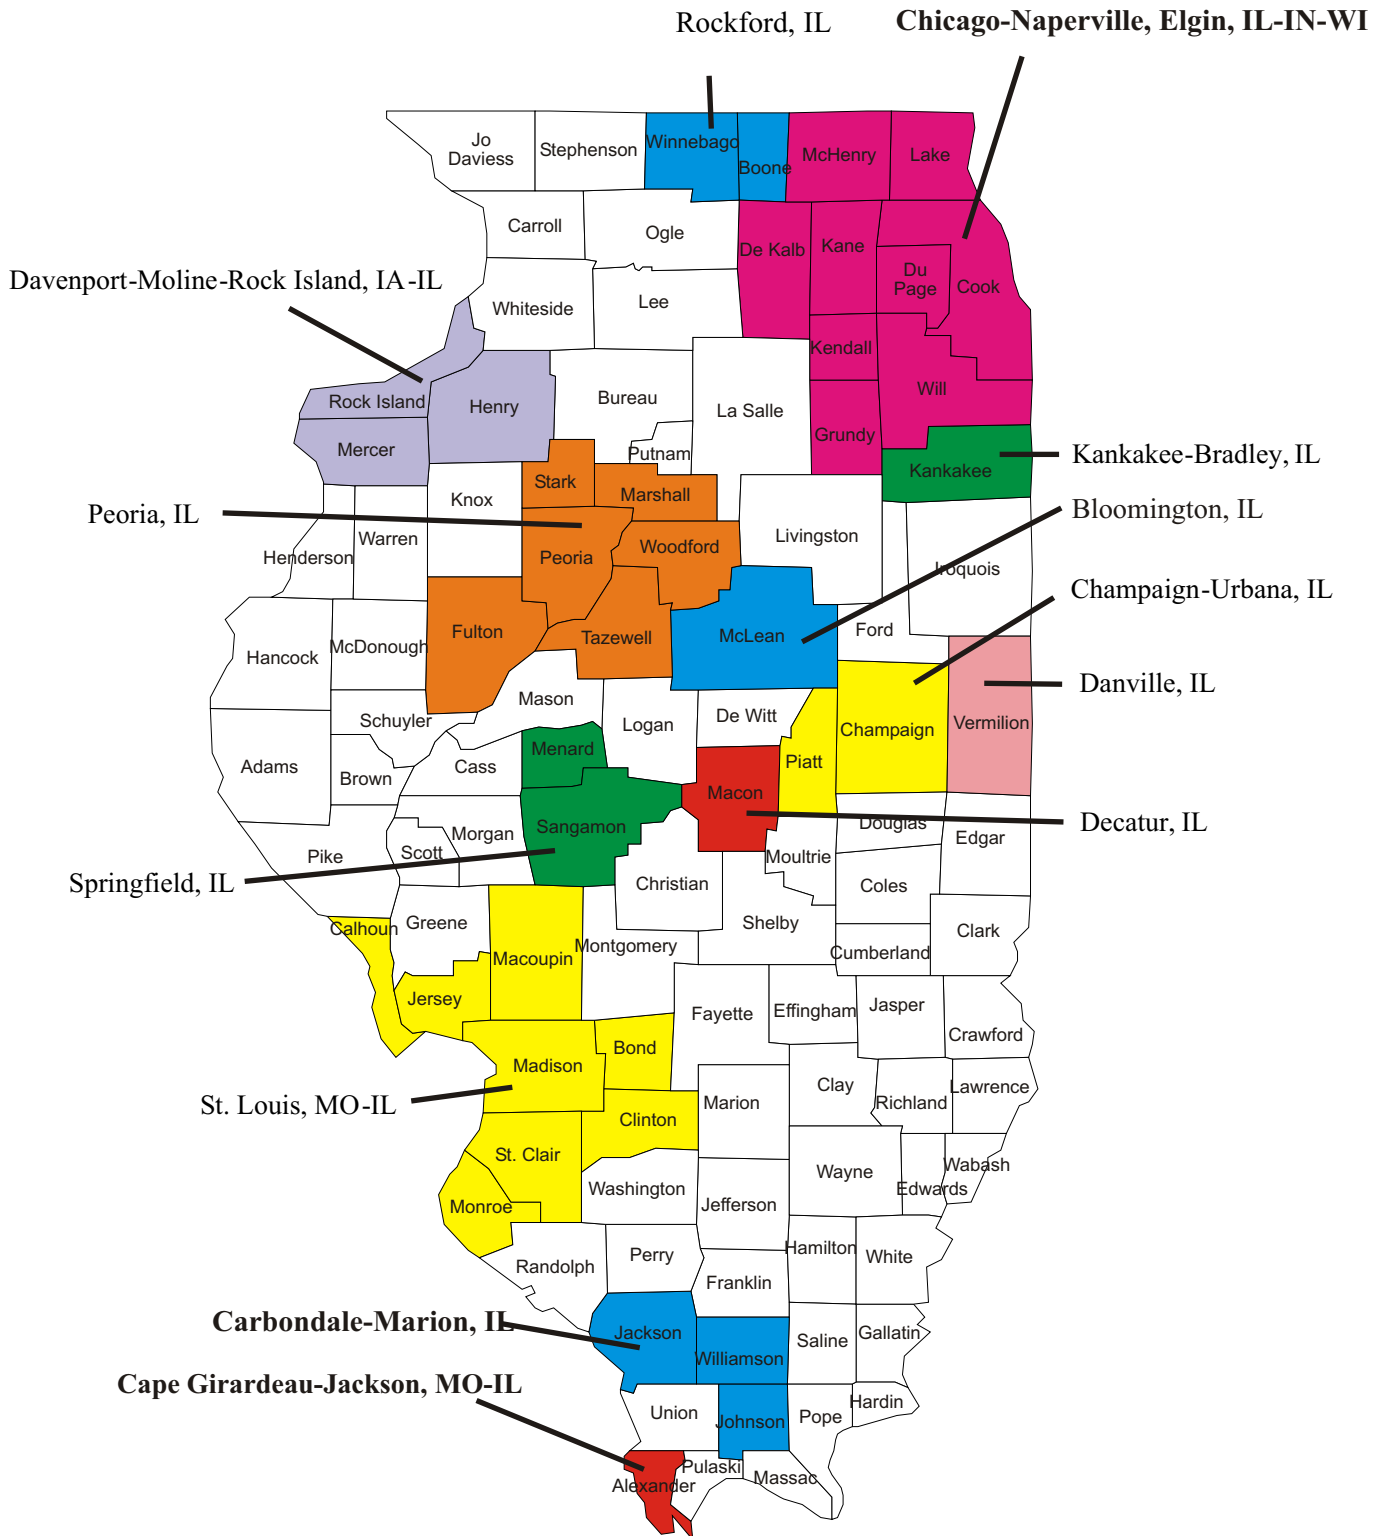 Rockford, IL
Chicago-Naperville, Elgin, IL-IN-WI
Jo
Daviess
Stephenson
Winnebago
Boone
McHenry
Lake
Carroll
Ogle
De Kalb
Kane
Du
Page
Cook
Davenport-Moline-Rock Island, IA-IL
Whiteside
Lee
Kendall
Will
Rock Island
Henry
Bureau
La Salle
Grundy
Mercer
Putnam
Kankakee
Kankakee-Bradley, IL
Stark
Marshall
Knox
Peoria, IL
Bloomington, IL
Warren
Henderson
Peoria
Woodford
Livingston
Iroquois
Champaign-Urbana, IL
Fulton
Tazewell
McLean
Ford
Hancock
McDonough
Danville, IL
Mason
Schuyler
Logan
De Witt
Champaign
Vermilion
Menard
Piatt
Adams
Brown
Cass
Macon
Decatur, IL
Sangamon
Morgan
Scott
Pike
Douglas
Edgar
Moultrie
Springfield, IL
Christian
Coles
Calhoun
Greene
Shelby
Clark
Macoupin
Montgomery
Cumberland
Jersey
Fayette
Effingham
Jasper
Crawford
Bond
Madison
St. Louis, MO-IL
Clinton
Marion
Clay
Richland
Lawrence
St. Clair
Washington
Wayne
Wabash
Edwards
Monroe
Jefferson
Randolph
Perry
Hamilton
White
Franklin
Carbondale-Marion, IL
Jackson
Williamson
Saline
Gallatin
Cape Girardeau-Jackson, MO-IL
Union
Johnson
Pope
Hardin
Pulaski
Alexander
Massac